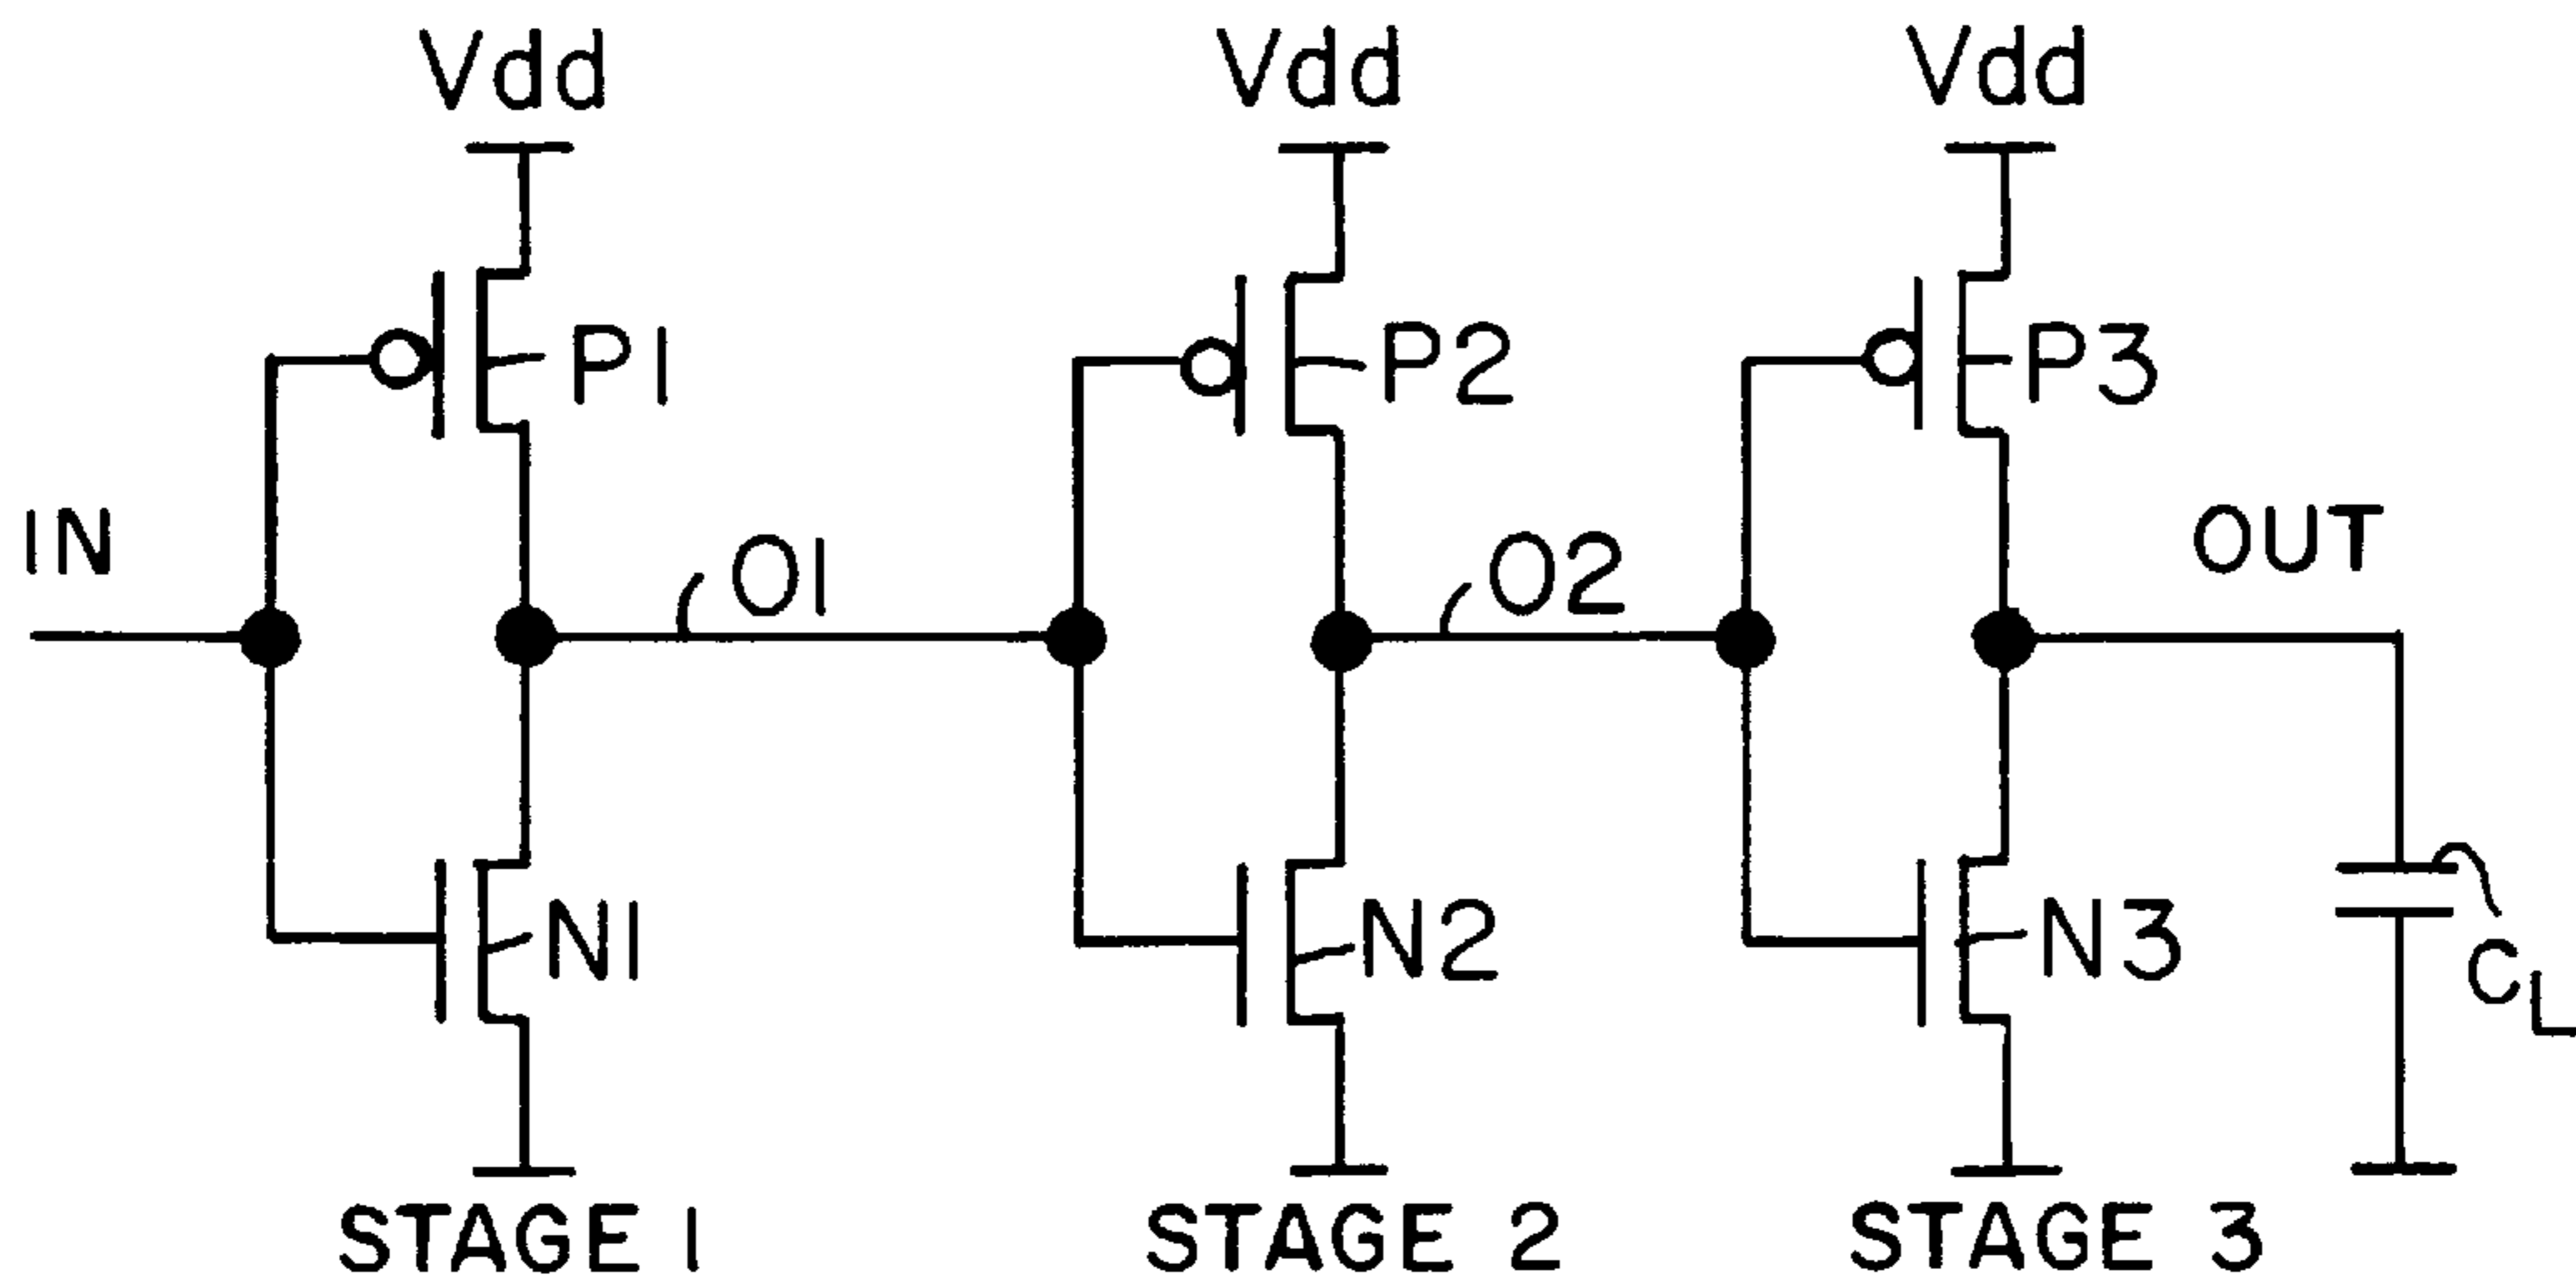 Vdd Vdd Vdd
P1 P2 P3
IN O1 O2 OUT
N1 N2 N3 CL
STAGE 1 STAGE 2 STAGE 3